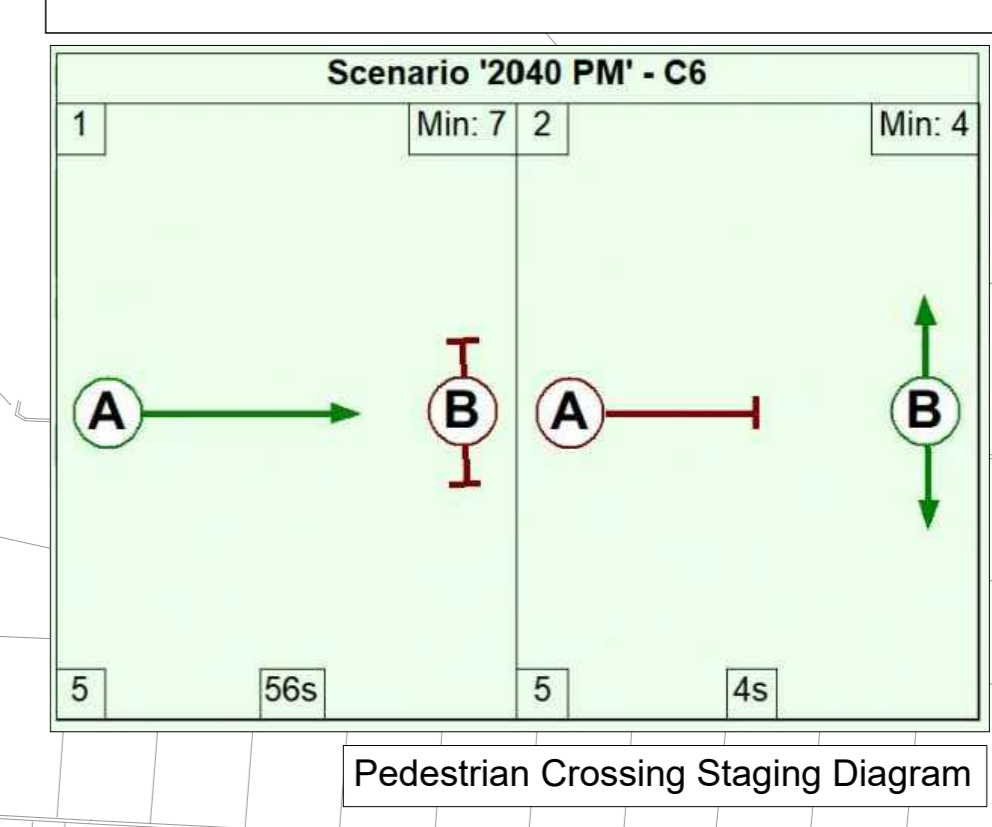 Scenario '2040 PM' - C6
1 Min: 7 2 Min: 4
A B A B
5 56s 5 4s
Pedestrian Crossing Staging Diagram